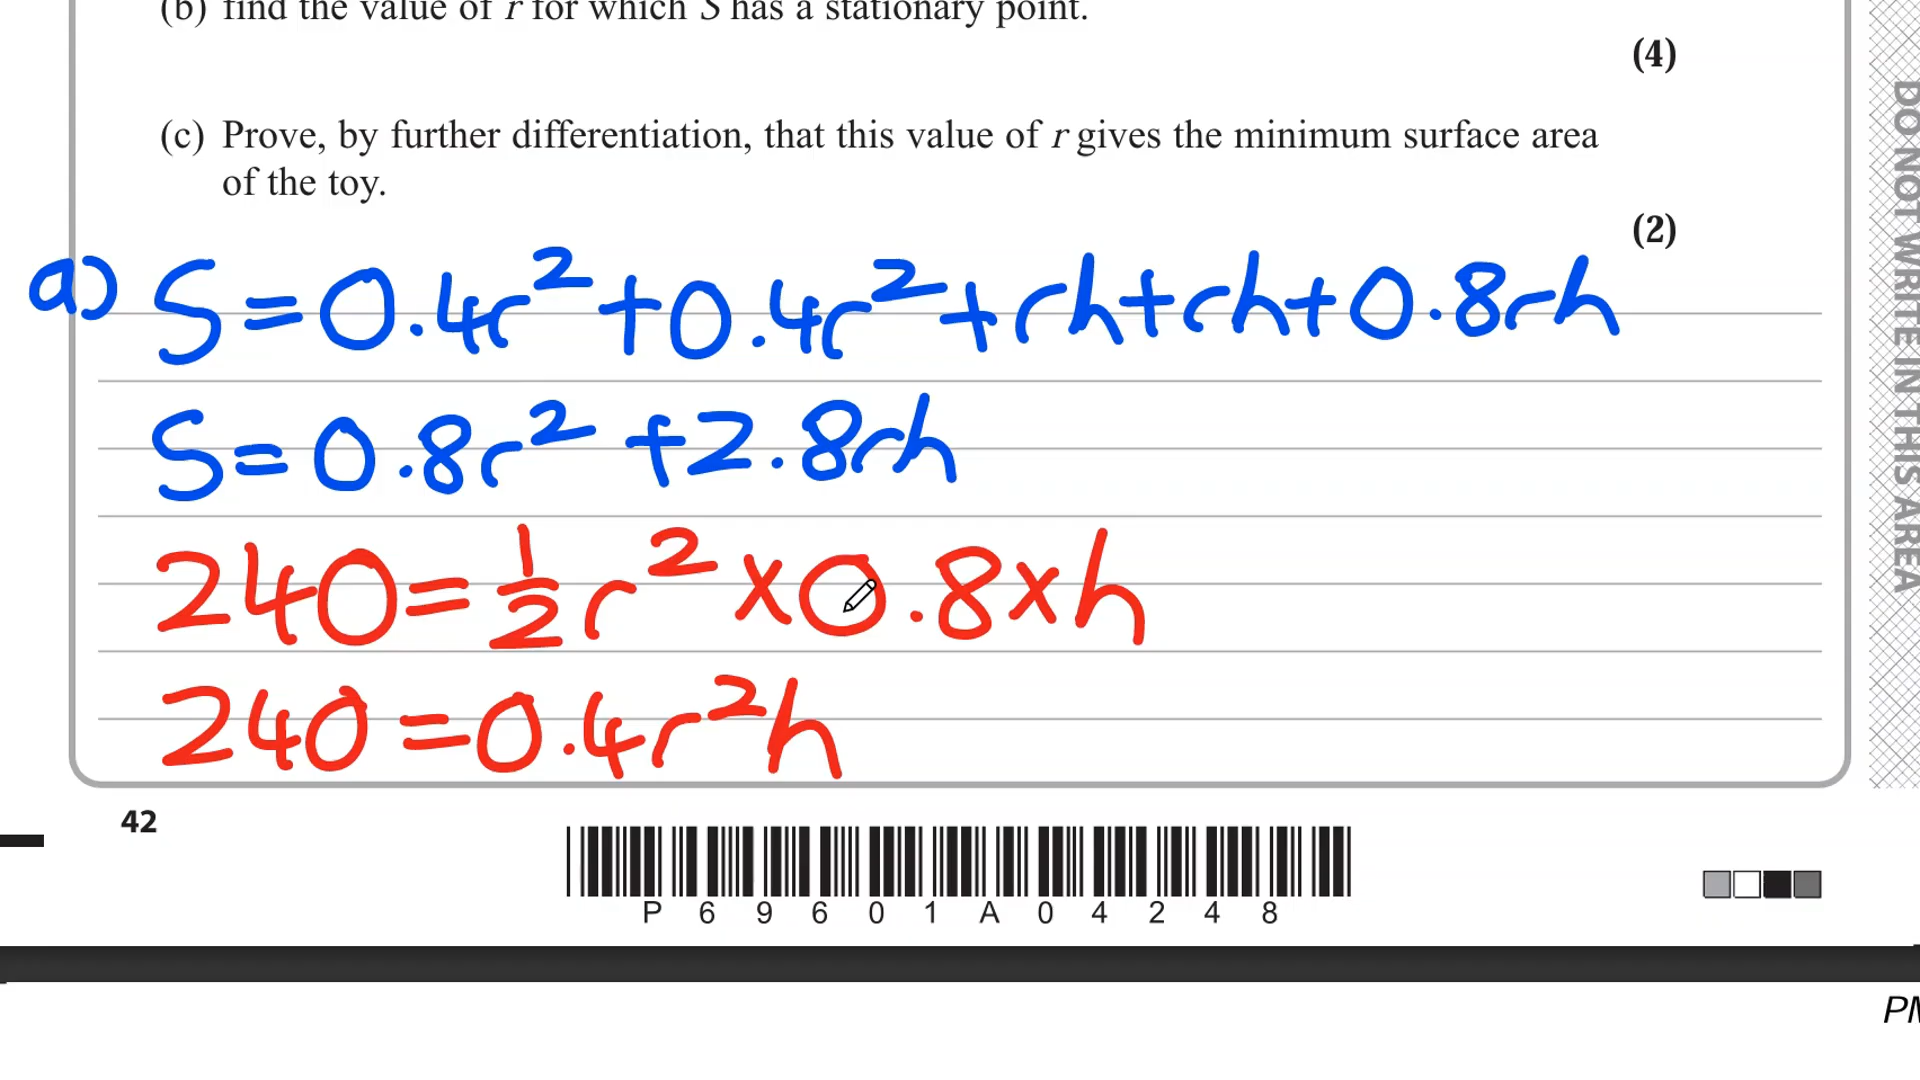 (b) find the value of r for which S has a stationary point.
(4)
(c) Prove, by further differentiation, that this value of r gives the minimum surface area
of the toy.
(2)
a) S=0.4r²+0.4r²+rh+rh+0.8rh
S=0.8r²+2.8rh
240=½r²×0.8×h
240=0.4r²h
42
P 6 9 6 0 1 A 0 4 2 4 8
DO NOT WRITE IN THIS AREA